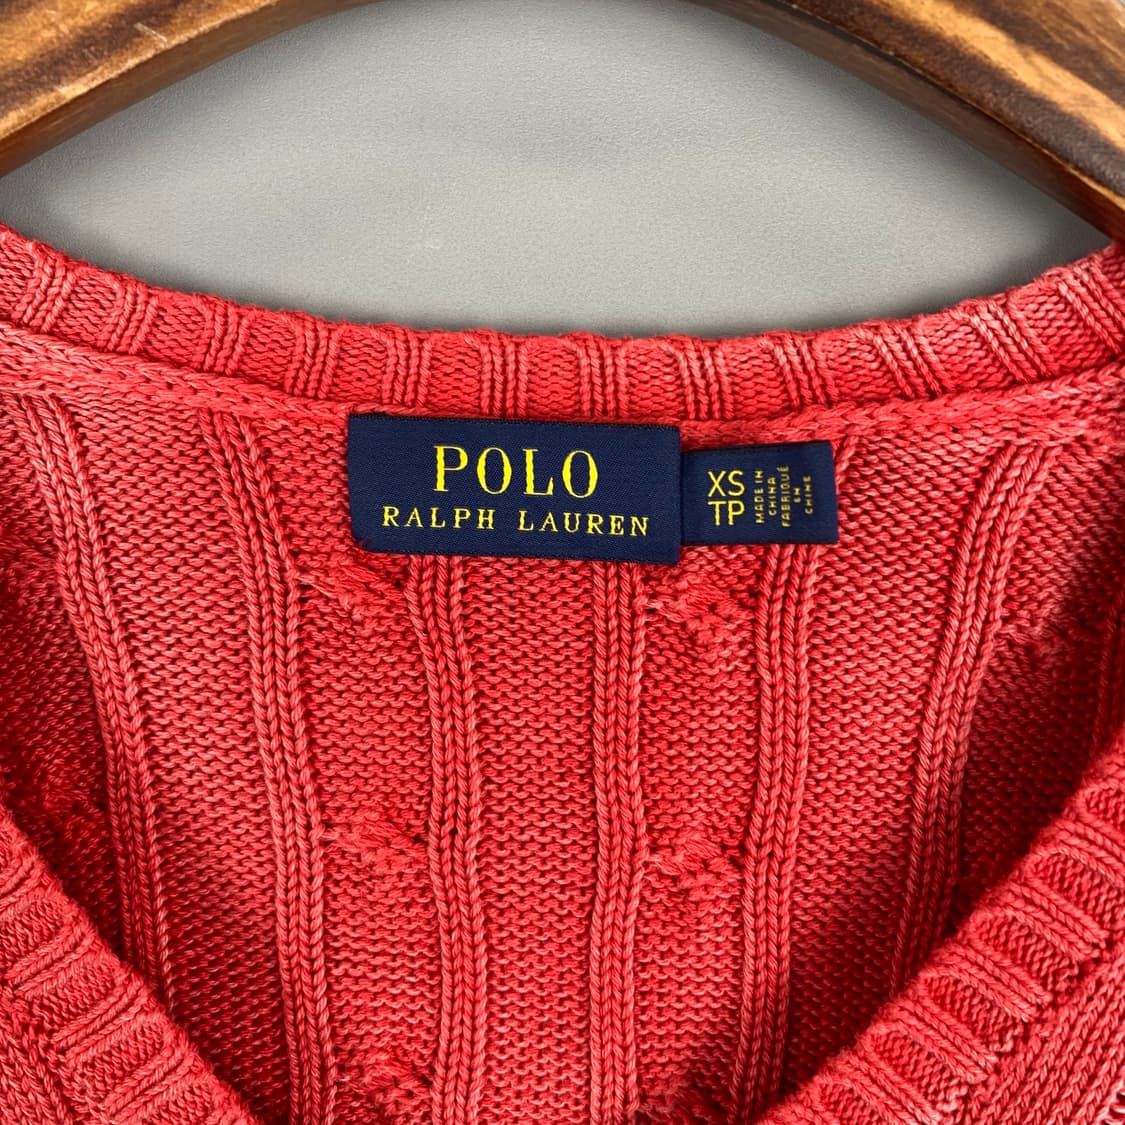 POLO
RALPH LAUREN
XS
TP
MADE IN
CHINA
FABRIQUÉ
EN
CHINE